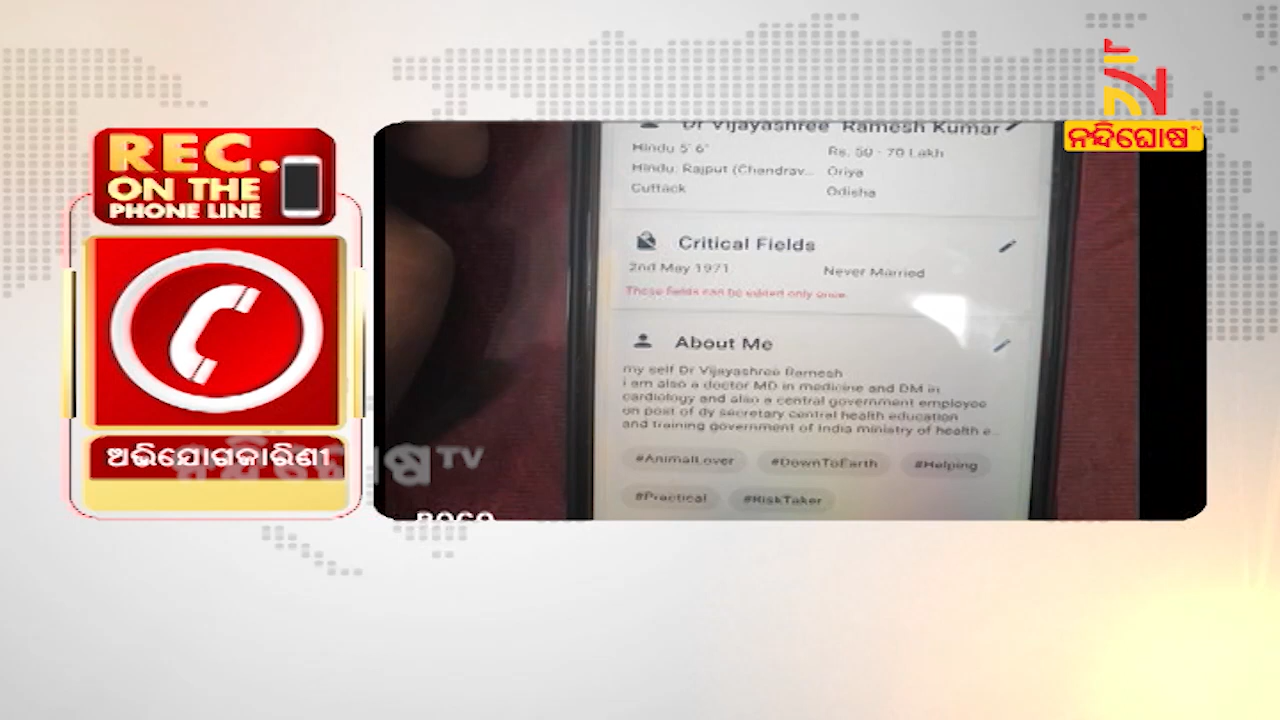 ନନ୍ଦିଘୋଷ TV
REC.
ON THE
PHONE LINE
ଅଭିଯୋଗକାରିଣୀ
Dr Vijayashree Ramesh Kumar
Hindu 5' 6"
Rs. 50 - 70 Lakh
Hindu: Rajput (Chandrav...
Oriya
Cuttack
Odisha
Critical Fields
2nd May 1971
Never Married
These fields can be edited only once.
About Me
my self Dr Vijayashree Ramesh
i am also a doctor MD in medicine and DM in
cardiology and also a central government employee
on post of dy secretary central health education
and training government of India ministry of health e...
#AnimalLover
#DownToEarth
#Helping
#Practical
#RiskTaker
ନନ୍ଦିଘୋଷ TV